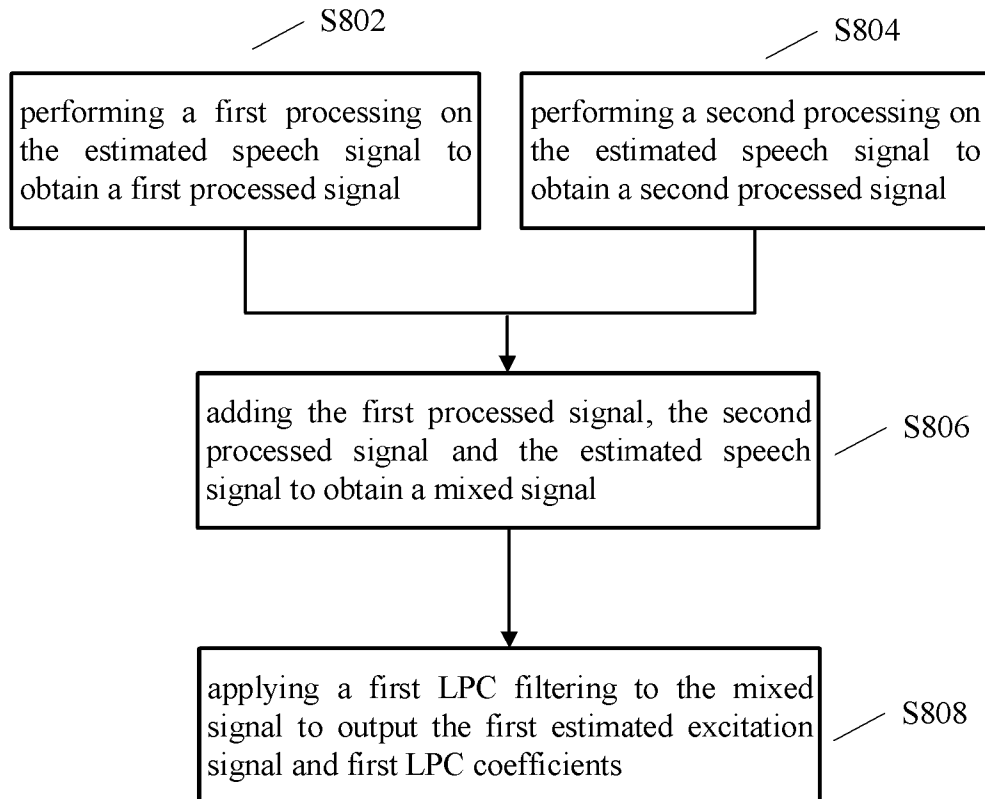 S802
performing a first processing on
the estimated speech signal to
obtain a first processed signal
S804
performing a second processing on
the estimated speech signal to
obtain a second processed signal
adding the first processed signal, the second
processed signal and the estimated speech
signal to obtain a mixed signal
S806
applying a first LPC filtering to the mixed
signal to output the first estimated excitation
signal and first LPC coefficients
S808